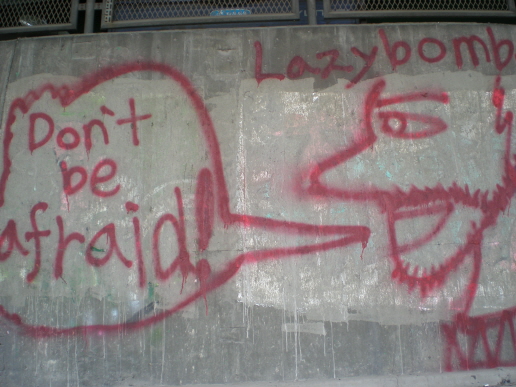 Lazybomb
Don't
be
afraid